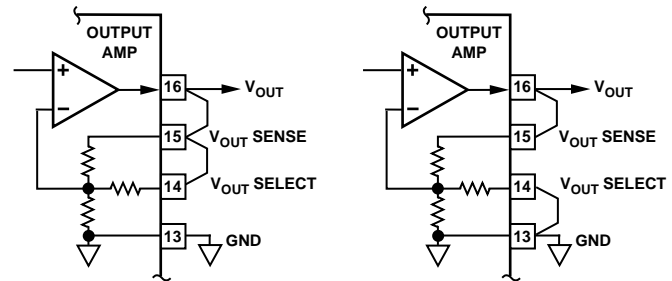 OUTPUT
AMP
+
−
16
VOUT
15
VOUT SENSE
14
VOUT SELECT
13
GND
OUTPUT
AMP
+
−
16
VOUT
15
VOUT SENSE
14
VOUT SELECT
13
GND